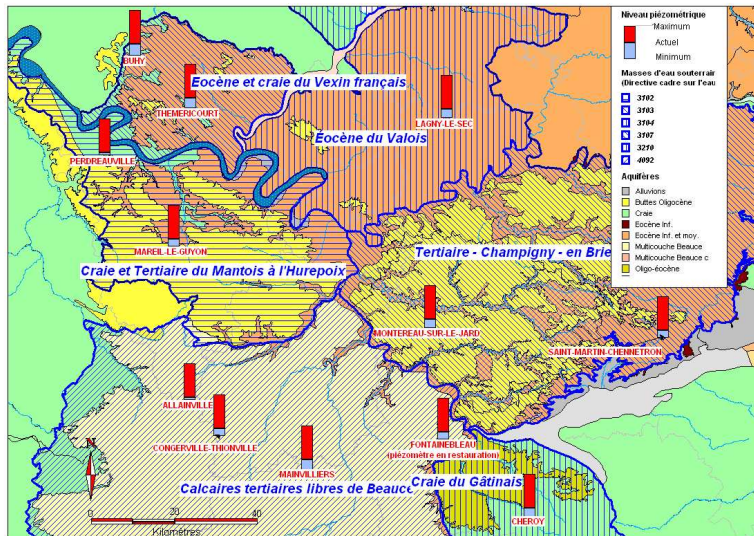 BUHY
Eocène et craie du Vexin français
THEMERICOURT
LAGNY-LE-SEC
Eocène du Valois
PERDREAUVILLE
MAREIL-LE-GUYON
Craie et Tertiaire du Mantois à l'Hurepoix
Tertiaire - Champigny - en Brie
MONTEREAU-SUR-LE-JARD
SAINT-MARTIN-CHENNETRON
ALLAINVILLE
CONGERVILLE-THIONVILLE
MAINVILLIERS
FONTAINEBLEAU
(piézomètre en restauration)
Calcaires tertiaires libres de Beauce
Craie du Gâtinais
CHEROY
N
0 20 40
Kilomètres
Niveau piézométrique
Maximum
Actuel
Minimum
Masses d'eau souterrain
(Directive cadre sur l'eau
3102
3103
3104
3107
3210
4092
Aquifères
Alluvions
Buttes Oligocène
Craie
Eocène Inf.
Eocène Inf. et moy.
Multicouche Beauce
Multicouche Beauce c
Oligo-éocène